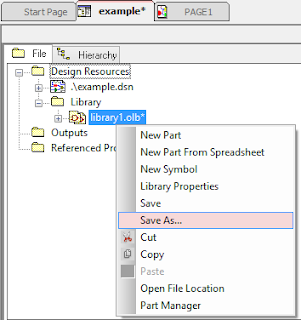 Start Page example* PAGE1
File Hierarchy
Design Resources
.\example.dsn
Library
library1.olb*
Outputs
Referenced Pro
New Part
New Part From Spreadsheet
New Symbol
Library Properties
Save
Save As...
Cut
Copy
Paste
Open File Location
Part Manager